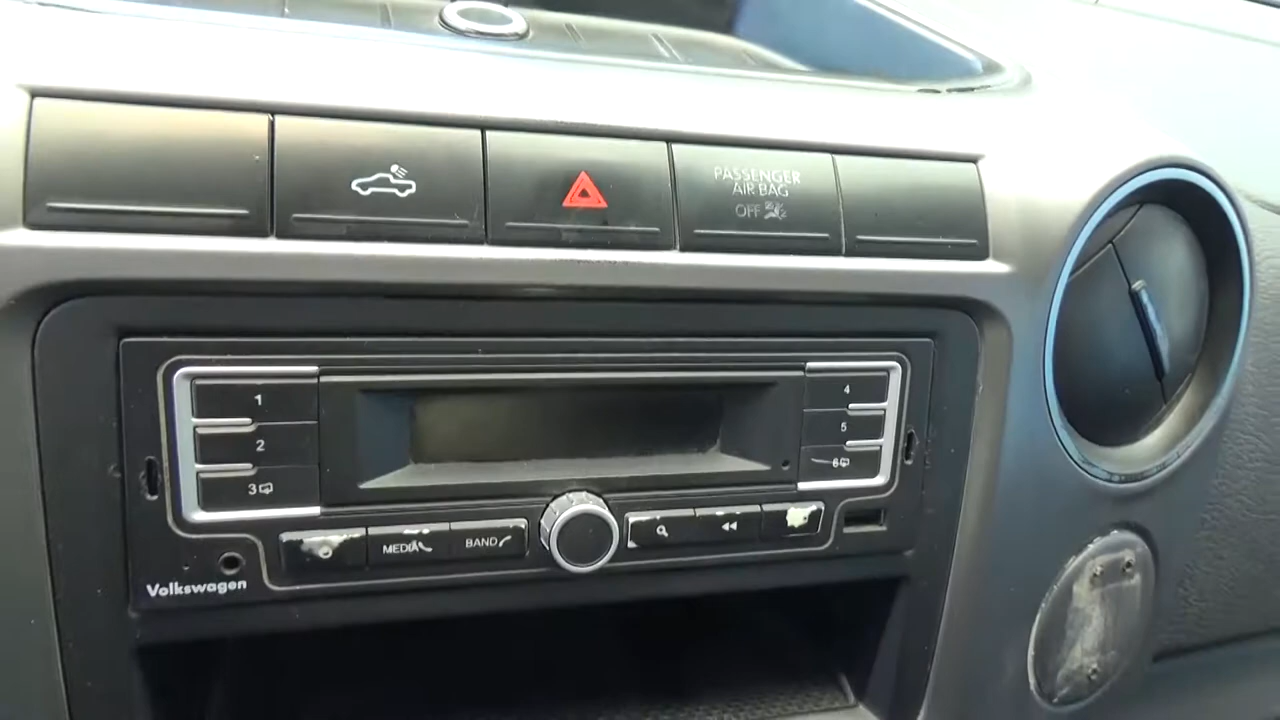 PASSENGER
AIR BAG
OFF
1
2
3
4
5
6
MEDIA
BAND
Volkswagen